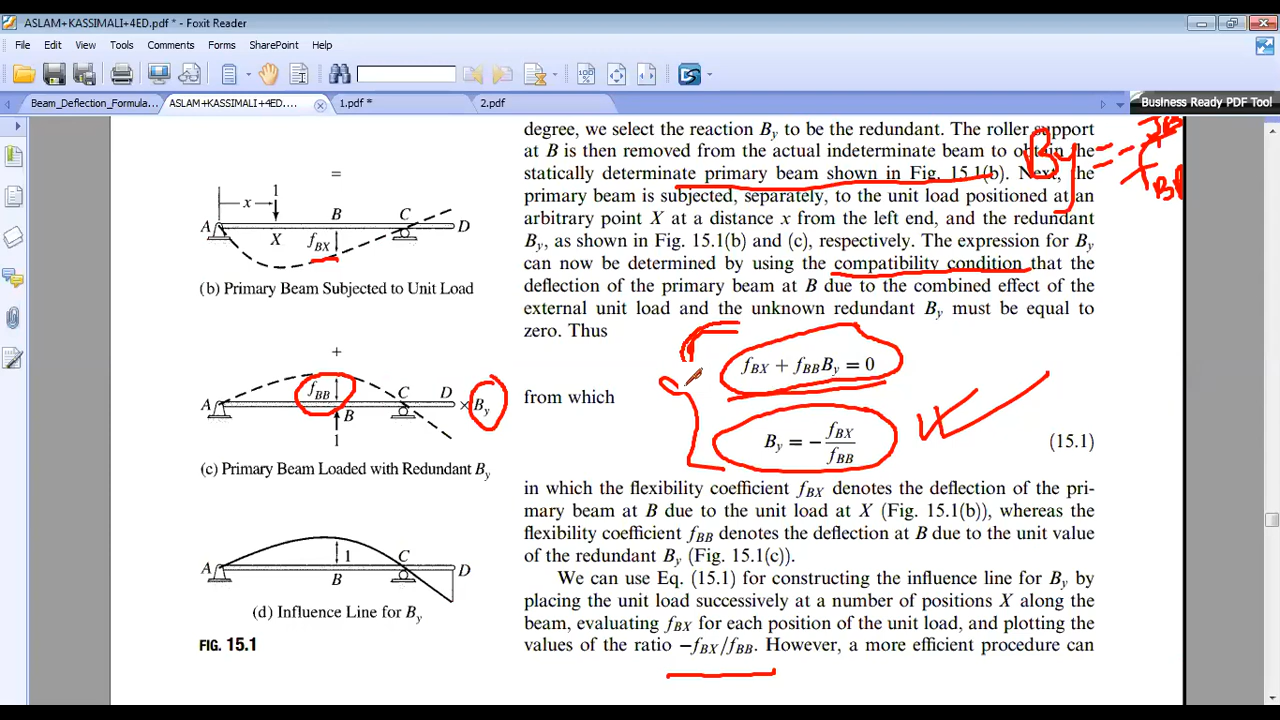 ASLAM+KASSIMALI+4ED.pdf * - Foxit Reader
File Edit View Tools Comments Forms SharePoint Help
Beam_Deflection_Formula... ASLAM+KASSIMALI+4ED.... 1.pdf * 2.pdf Business Ready PDF Tool
=
1
x
A B C D
X
f_BX
(b) Primary Beam Subjected to Unit Load
+
f_BB
A B C D × B_y
1
(c) Primary Beam Loaded with Redundant B_y
A B C D
1
(d) Influence Line for B_y
FIG. 15.1
degree, we select the reaction B_y to be the redundant. The roller support
at B is then removed from the actual indeterminate beam to obtain the
statically determinate primary beam shown in Fig. 15.1(b). Next, the
primary beam is subjected, separately, to the unit load positioned at an
arbitrary point X at a distance x from the left end, and the redundant
B_y, as shown in Fig. 15.1(b) and (c), respectively. The expression for B_y
can now be determined by using the compatibility condition that the
deflection of the primary beam at B due to the combined effect of the
external unit load and the unknown redundant B_y must be equal to
zero. Thus
f_BX + f_BB B_y = 0
from which
B_y = − f_BX / f_BB (15.1)
in which the flexibility coefficient f_BX denotes the deflection of the pri-
mary beam at B due to the unit load at X (Fig. 15.1(b)), whereas the
flexibility coefficient f_BB denotes the deflection at B due to the unit value
of the redundant B_y (Fig. 15.1(c)).
We can use Eq. (15.1) for constructing the influence line for B_y by
placing the unit load successively at a number of positions X along the
beam, evaluating f_BX for each position of the unit load, and plotting the
values of the ratio −f_BX/f_BB. However, a more efficient procedure can
By = -